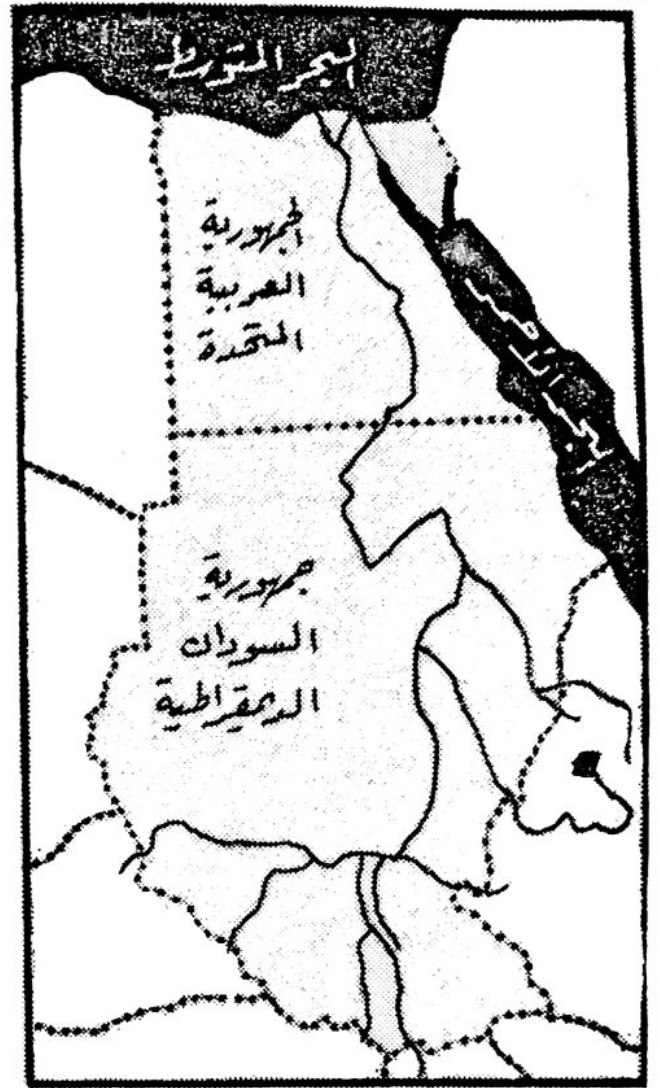 البحر المتوسط
الجمهورية
العربية
المتحدة
البحر الأحمر
جمهورية
السودان
الديمقراطية